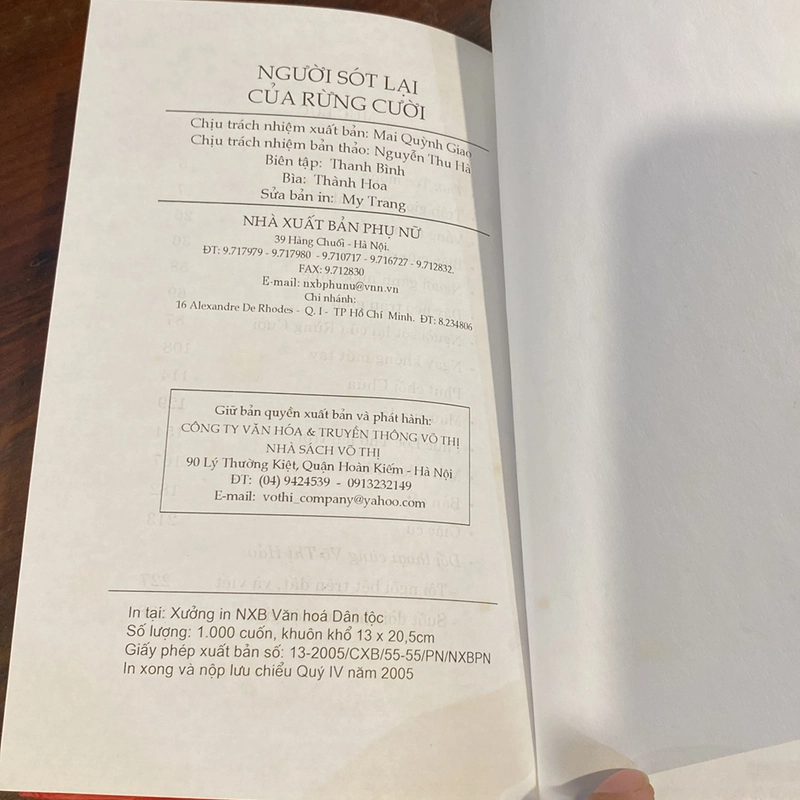 NGƯỜI SÓT LẠI
CỦA RỪNG CƯỜI
Chịu trách nhiệm xuất bản: Mai Quỳnh Giao
Chịu trách nhiệm bản thảo: Nguyễn Thu Hà
Biên tập: Thanh Bình
Bìa: Thành Hoa
Sửa bản in: My Trang
NHÀ XUẤT BẢN PHỤ NỮ
39 Hàng Chuối - Hà Nội.
ĐT: 9.717979 - 9.717980 - 9.710717 - 9.716727 - 9.712832.
FAX: 9.712830
E-mail: nxbphunu@vnn.vn
Chi nhánh:
16 Alexandre De Rhodes - Q. I - TP Hồ Chí Minh. ĐT: 8.234806
Giữ bản quyền xuất bản và phát hành:
CÔNG TY VĂN HÓA & TRUYỀN THÔNG VÕ THỊ
NHÀ SÁCH VÕ THỊ
90 Lý Thường Kiệt, Quận Hoàn Kiếm - Hà Nội
ĐT: (04) 9424539 - 0913232149
E-mail: vothi_company@yahoo.com
In tại: Xưởng in NXB Văn hoá Dân tộc
Số lượng: 1.000 cuốn, khuôn khổ 13 x 20,5cm
Giấy phép xuất bản số: 13-2005/CXB/55-55/PN/NXBPN
In xong và nộp lưu chiểu Quý IV năm 2005